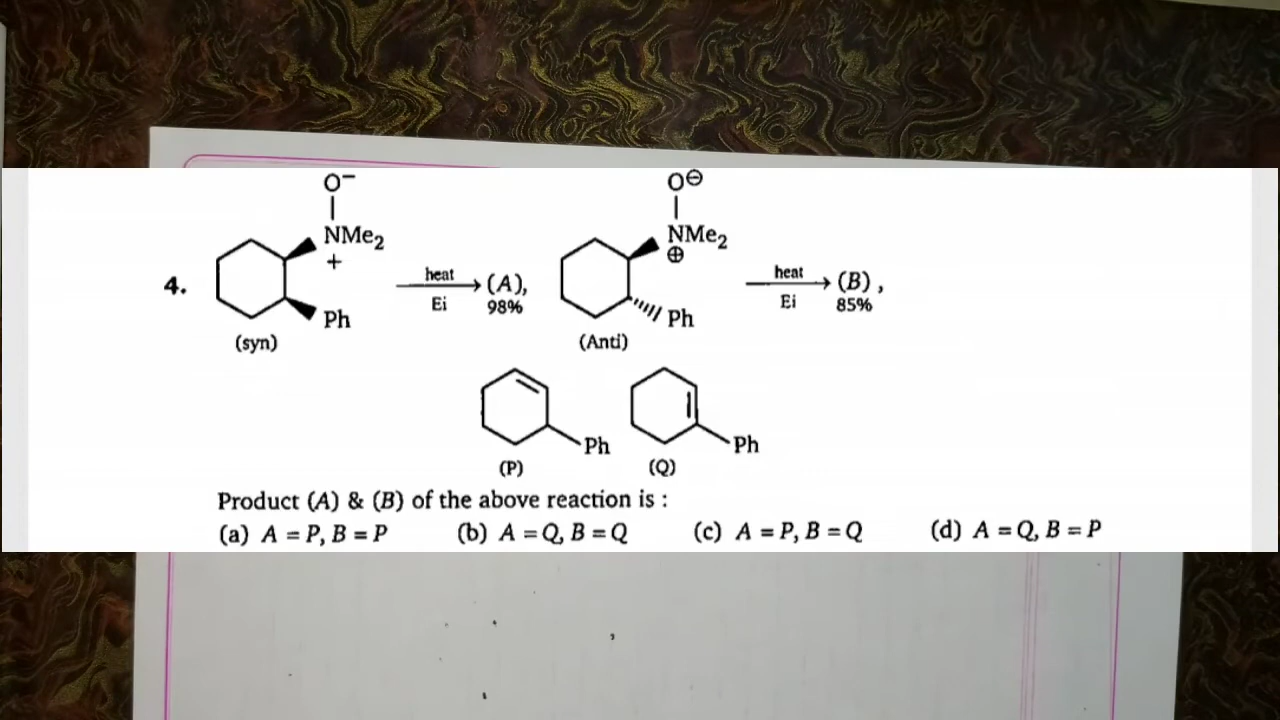 O⁻ O⊖
NMe₂ NMe₂
4. + ⊕
heat (A), heat (B),
Ei 98% Ei 85%
Ph Ph
(syn) (Anti)
Ph Ph
(P) (Q)
Product (A) & (B) of the above reaction is :
(a) A = P, B = P (b) A = Q, B = Q (c) A = P, B = Q (d) A = Q, B = P